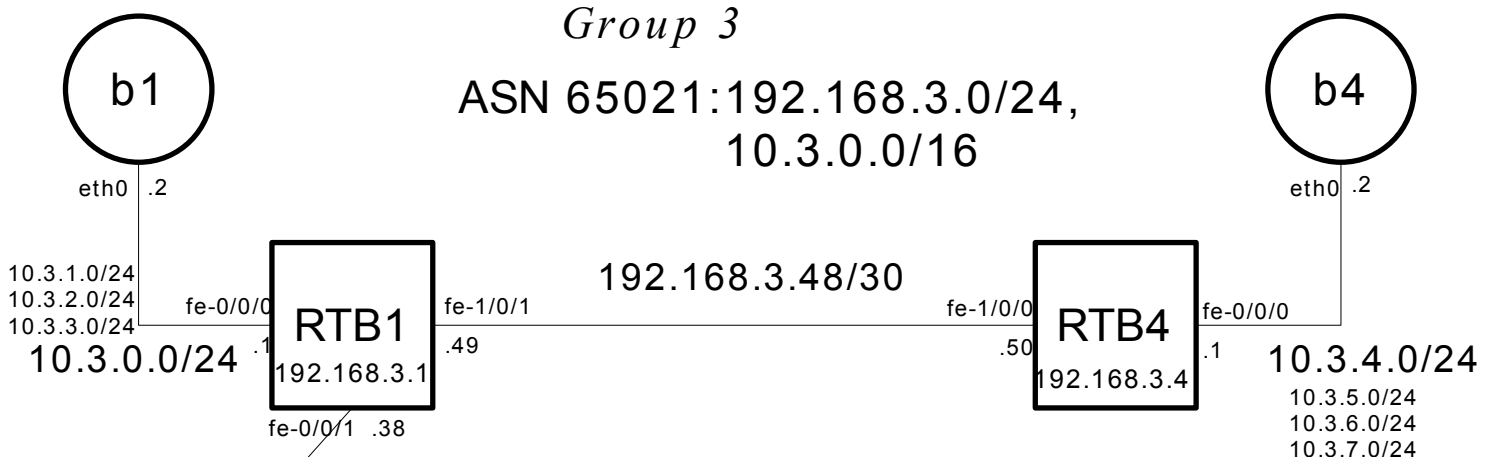 Group 3
b1
b4
ASN 65021:192.168.3.0/24,
10.3.0.0/16
eth0 .2
eth0 .2
10.3.1.0/24
10.3.2.0/24
10.3.3.0/24
10.3.0.0/24
fe-0/0/0
.1
RTB1
192.168.3.1
fe-1/0/1
.49
fe-0/0/1 .38
192.168.3.48/30
fe-1/0/0
.50
RTB4
192.168.3.4
fe-0/0/0
.1
10.3.4.0/24
10.3.5.0/24
10.3.6.0/24
10.3.7.0/24